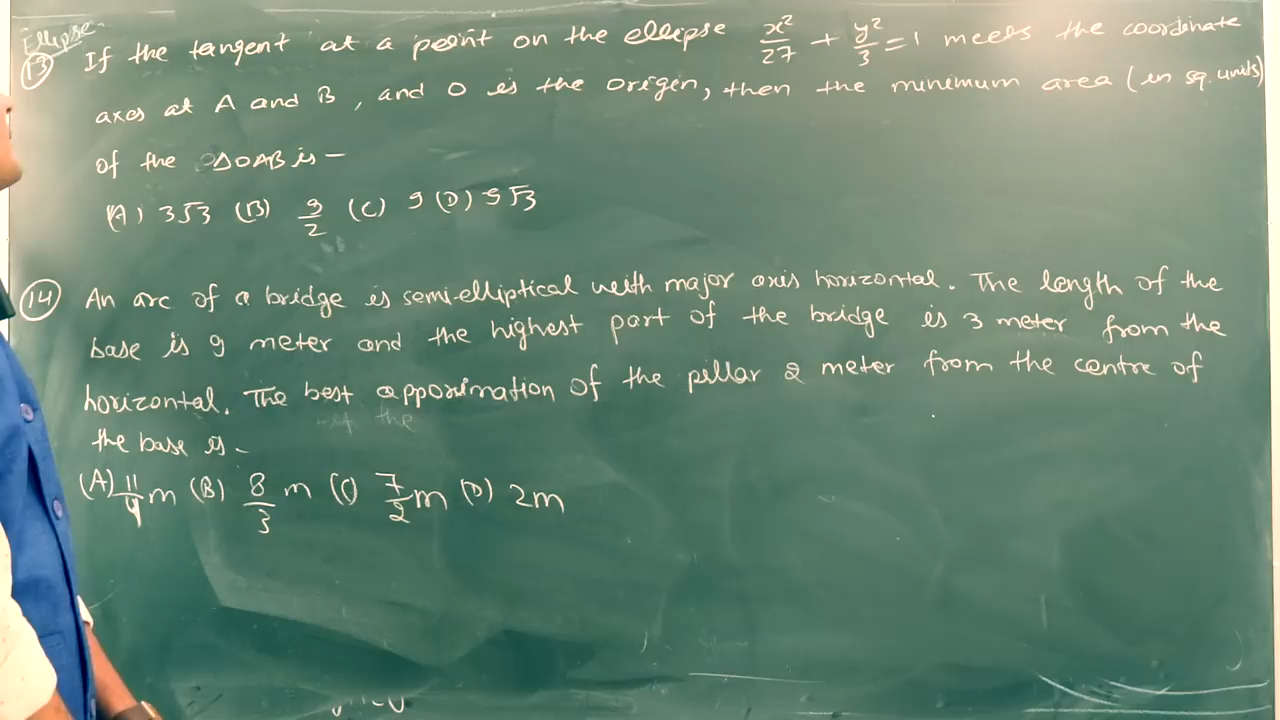 Ellipse
(13) If the tangent at a point on the ellipse x²/27 + y²/3 = 1 meets the coordinate
axes at A and B, and O is the origin, then the minimum area (in sq. units)
of the ΔOAB is –
(A) 3√3 (B) 9/2 (C) 9 (D) 9√3
(14) An arc of a bridge is semi-elliptical with major axis horizontal. The length of the
base is 9 meter and the highest part of the bridge is 3 meter from the
horizontal. The best approximation of the pillar 2 meter from the centre of
the base is -
(A) 11/4 m (B) 8/3 m (C) 7/2 m (D) 2m